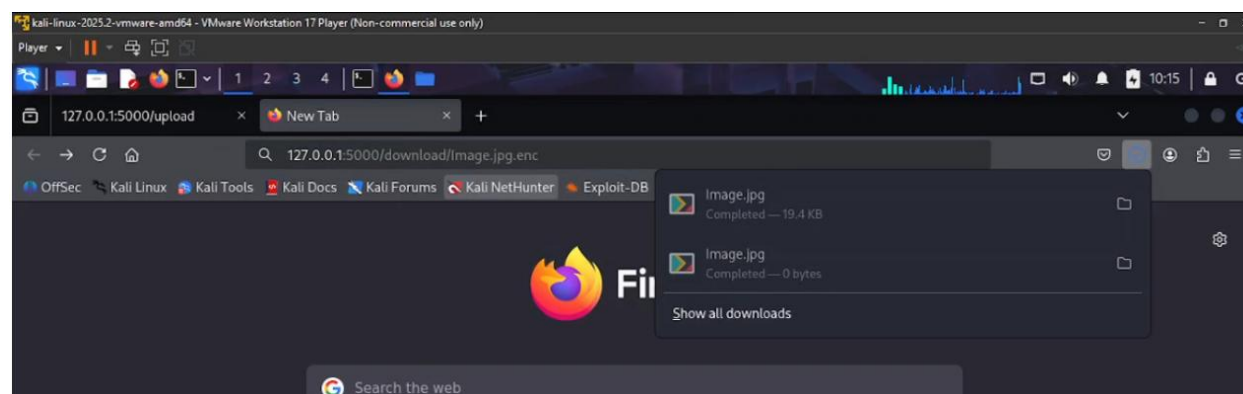 kali-linux-2025.2-vmware-amd64 - VMware Workstation 17 Player (Non-commercial use only)
Player
1 2 3 4 10:15
127.0.0.1:5000/upload New Tab
127.0.0.1:5000/download/Image.jpg.enc
OffSec Kali Linux Kali Tools Kali Docs Kali Forums Kali NetHunter Exploit-DB
Image.jpg
Completed — 19.4 KB
Image.jpg
Completed — 0 bytes
Show all downloads
Search the web